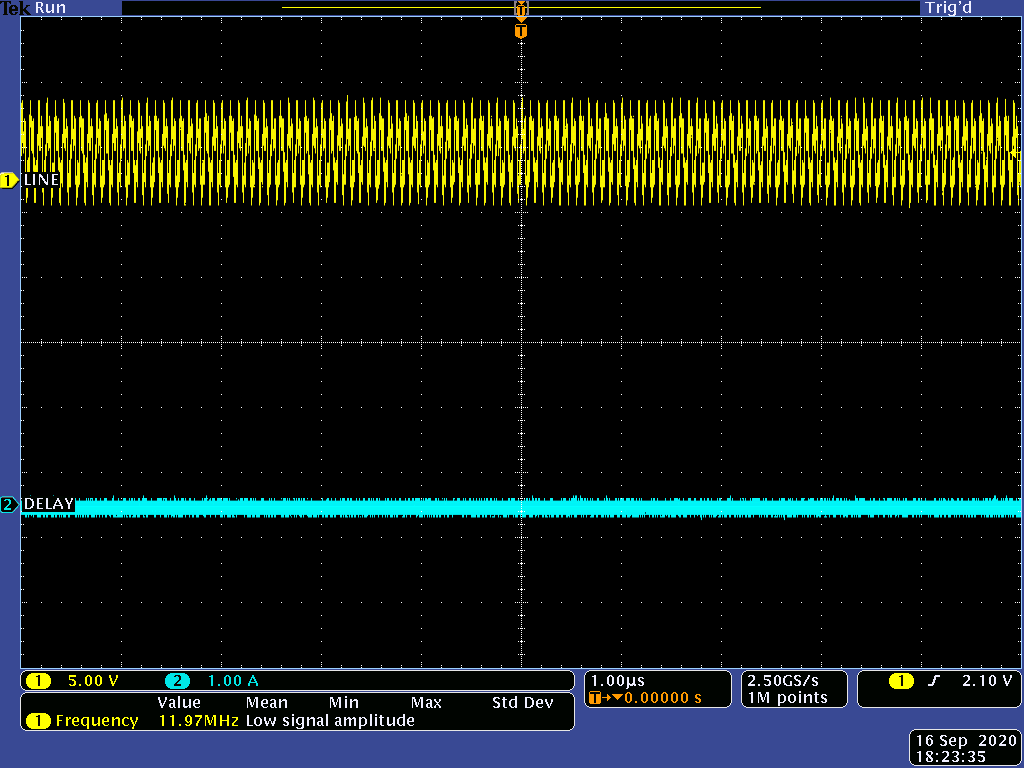 Tek Run Trig'd
T
T
1 LINE
2 DELAY
1 5.00 V 2 1.00 A
Value Mean Min Max Std Dev
1 Frequency 11.97MHz Low signal amplitude
1.00µs
T→▼0.00000 s
2.50GS/s
1M points
1 2.10 V
16 Sep 2020
18:23:35